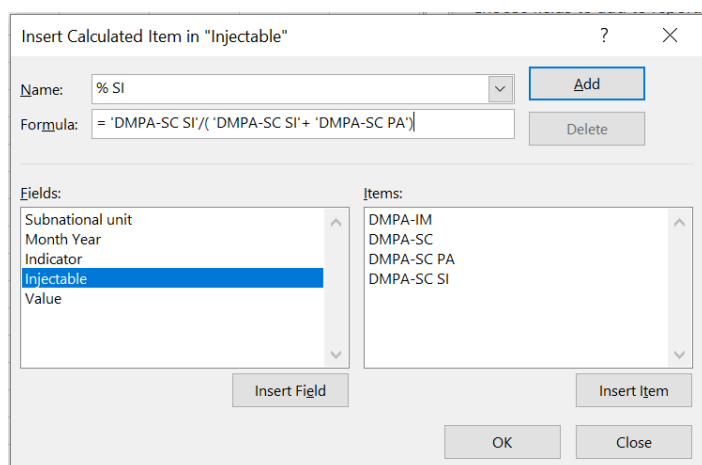 Insert Calculated Item in "Injectable" ?
Name: % SI Add
Formula: = 'DMPA-SC SI'/( 'DMPA-SC SI'+ 'DMPA-SC PA') Delete
Fields: Items:
Subnational unit
Month Year
Indicator
Injectable
Value
DMPA-IM
DMPA-SC
DMPA-SC PA
DMPA-SC SI
Insert Field Insert Item
OK Close